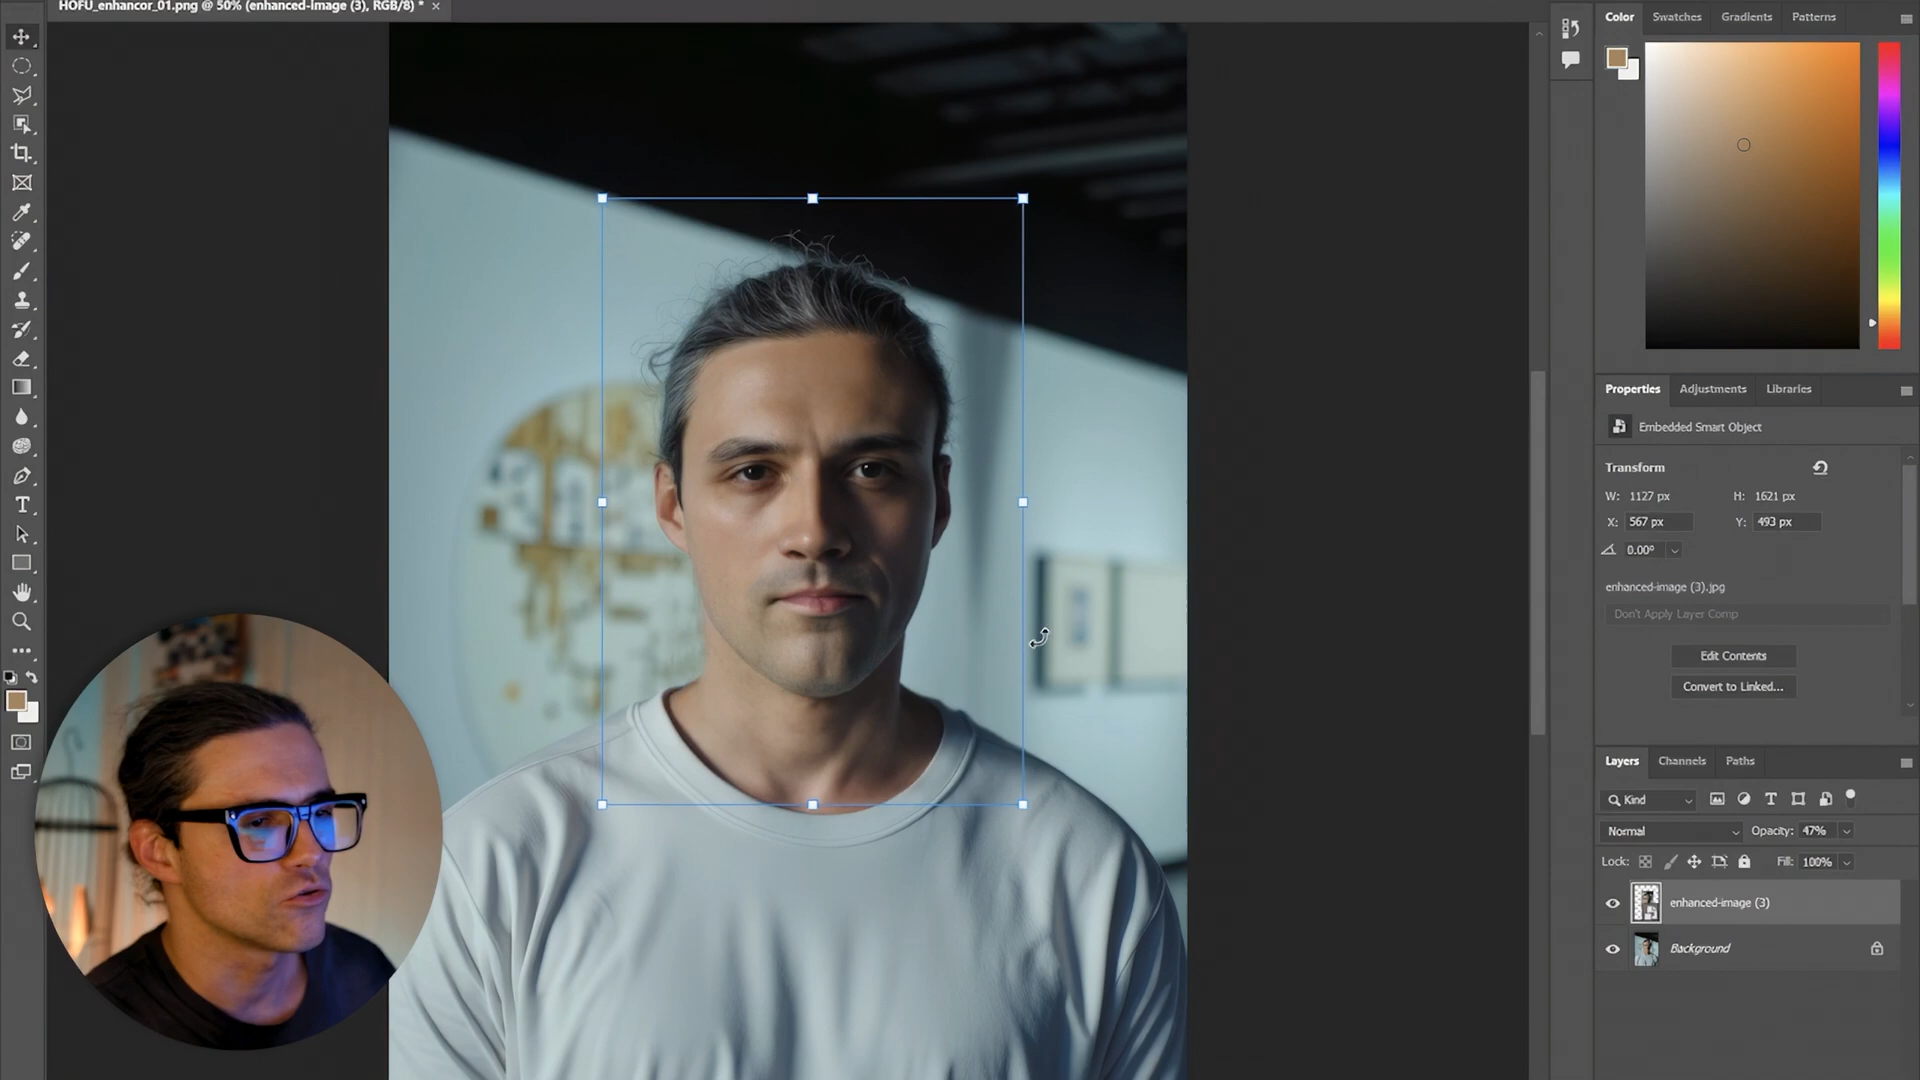 HOFU_enhancor_01.png @ 50% (enhanced-image (3), RGB/8) * ×
Color Swatches Gradients Patterns
Properties Adjustments Libraries
Embedded Smart Object
Transform
W: 1127 px H: 1621 px
X: 567 px Y: 493 px
0.00°
enhanced-image (3).jpg
Don't Apply Layer Comp
Edit Contents
Convert to Linked...
Layers Channels Paths
Kind
Normal Opacity: 47%
Lock: Fill: 100%
enhanced-image (3)
Background